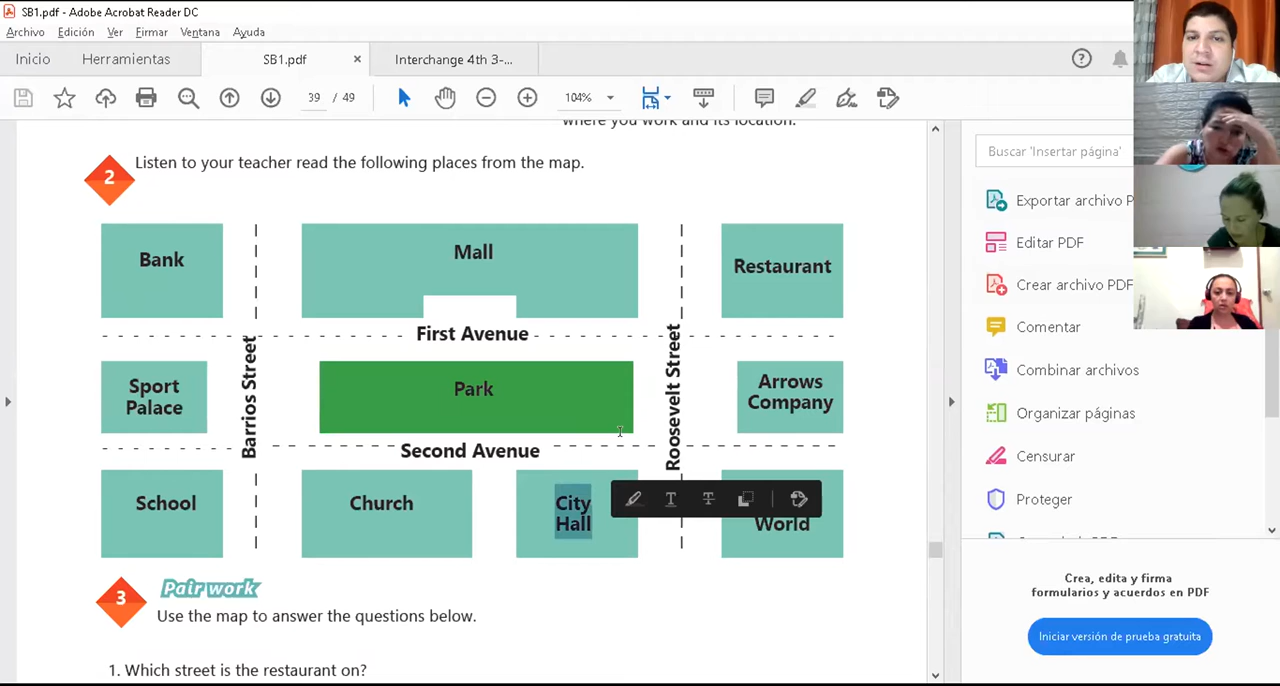 SB1.pdf - Adobe Acrobat Reader DC
Archivo Edición Ver Firmar Ventana Ayuda
Inicio Herramientas SB1.pdf × Interchange 4th 3-... ?
39 / 49 104%
where you work and its location.
2 Listen to your teacher read the following places from the map.
Bank Mall Restaurant
First Avenue
Barrios Street
Roosevelt Street
Sport
Palace
Park
Arrows
Company
Second Avenue
School Church City
Hall
World
3 Pair work
Use the map to answer the questions below.
1. Which street is the restaurant on?
Buscar 'Insertar página'
Exportar archivo P
Editar PDF
Crear archivo PDF
Comentar
Combinar archivos
Organizar páginas
Censurar
Proteger
Crea, edita y firma
formularios y acuerdos en PDF
Iniciar versión de prueba gratuita